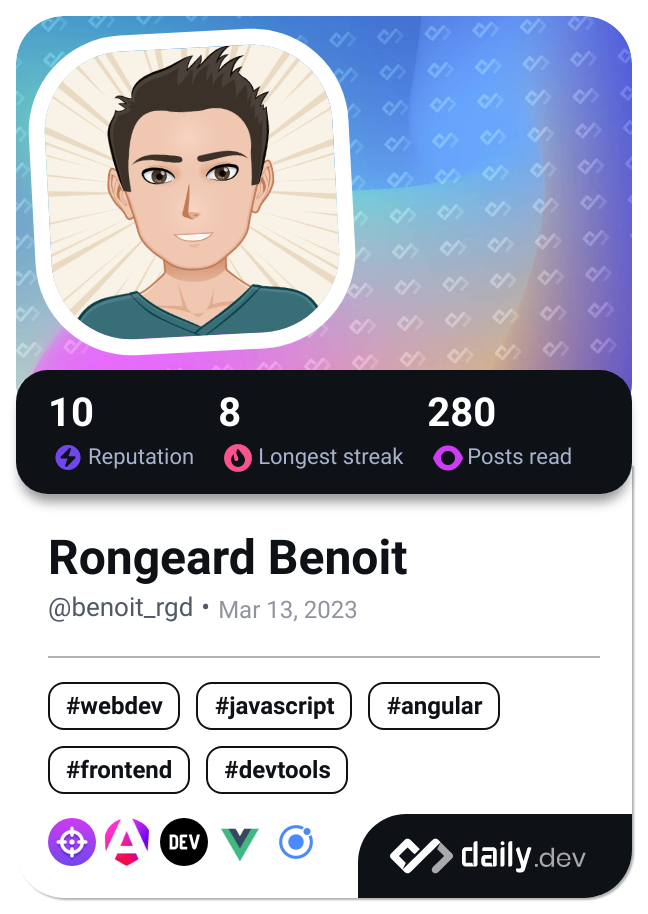 10 8 280
Reputation Longest streak Posts read
Rongeard Benoit
@benoit_rgd • Mar 13, 2023
#webdev #javascript #angular
#frontend #devtools
DEV
daily.dev